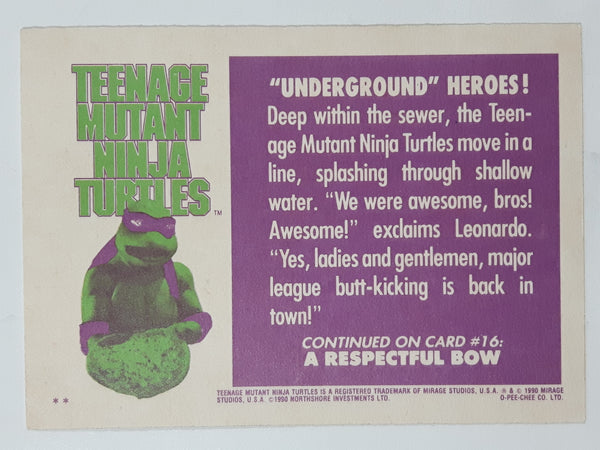 TEENAGE
MUTANT
NINJA
TURTLES™
"UNDERGROUND" HEROES!
Deep within the sewer, the Teen-
age Mutant Ninja Turtles move in a
line, splashing through shallow
water. "We were awesome, bros!
Awesome!" exclaims Leonardo.
"Yes, ladies and gentlemen, major
league butt-kicking is back in
town!"
CONTINUED ON CARD #16:
A RESPECTFUL BOW
* *
TEENAGE MUTANT NINJA TURTLES IS A REGISTERED TRADEMARK OF MIRAGE STUDIOS, U.S.A. ® & © 1990 MIRAGE
STUDIOS, U.S.A. ©1990 NORTHSHORE INVESTMENTS LTD. O-PEE-CHEE CO. LTD.